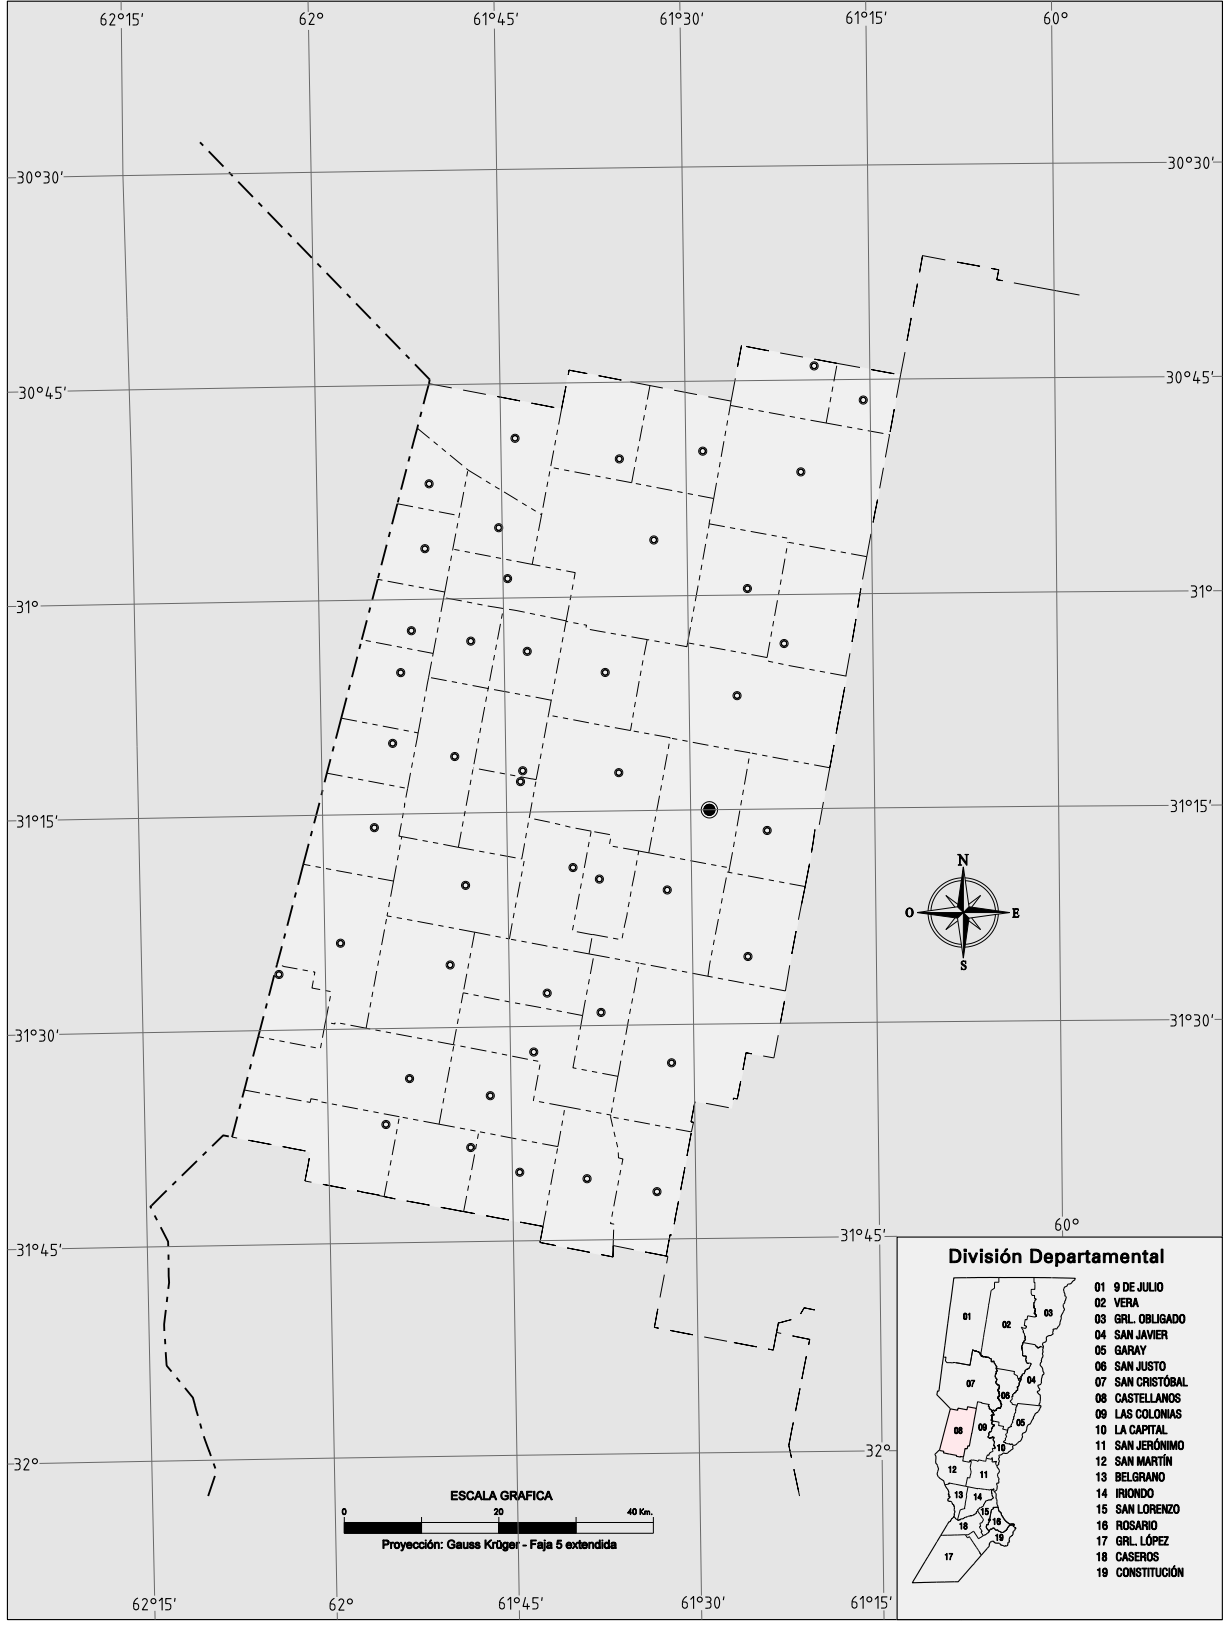 62°15' 62° 61°45' 61°30' 61°15' 60°
30°30' 30°30'
30°45' 30°45'
31° 31°
31°15' 31°15'
N
O E
S
31°30' 31°30'
31°45' 31°45' 60°
División Departamental
01 9 DE JULIO
02 VERA
03 GRL. OBLIGADO
04 SAN JAVIER
05 GARAY
06 SAN JUSTO
07 SAN CRISTÓBAL
08 CASTELLANOS
09 LAS COLONIAS
10 LA CAPITAL
11 SAN JERÓNIMO
12 SAN MARTÍN
13 BELGRANO
14 IRIONDO
15 SAN LORENZO
16 ROSARIO
17 GRL. LÓPEZ
18 CASEROS
19 CONSTITUCIÓN
01 02 03
07 06 04
08 09 05
10
12 11
13 14
15
18 16
19
17
32° 32°
ESCALA GRAFICA
0 20 40 Km.
Proyección: Gauss Krüger - Faja 5 extendida
62°15' 62° 61°45' 61°30' 61°15'